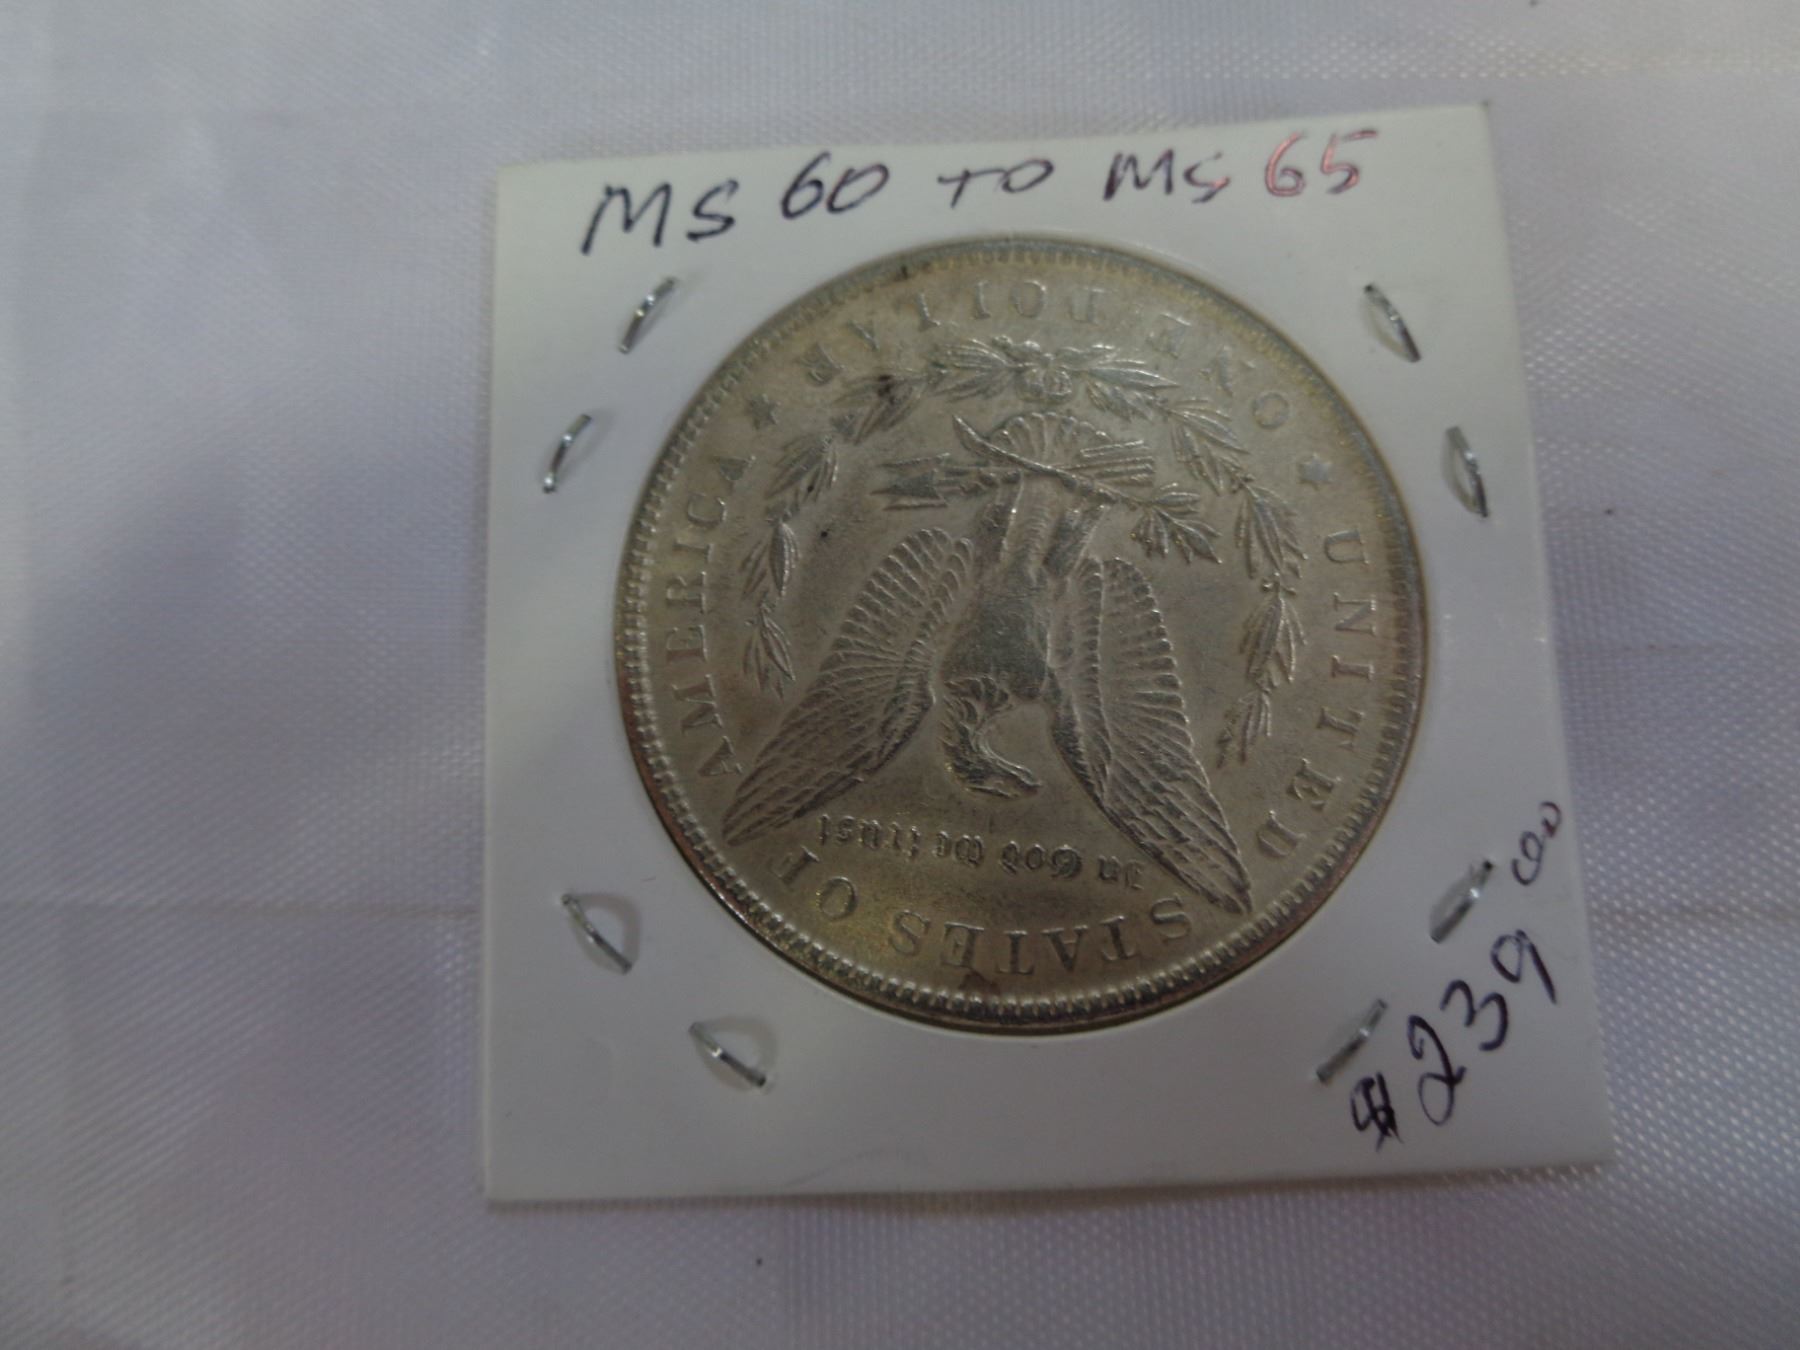 MS 60 to MS 65
ONE DOLLAR
UNITED STATES OF AMERICA
In God we trust
$239 00